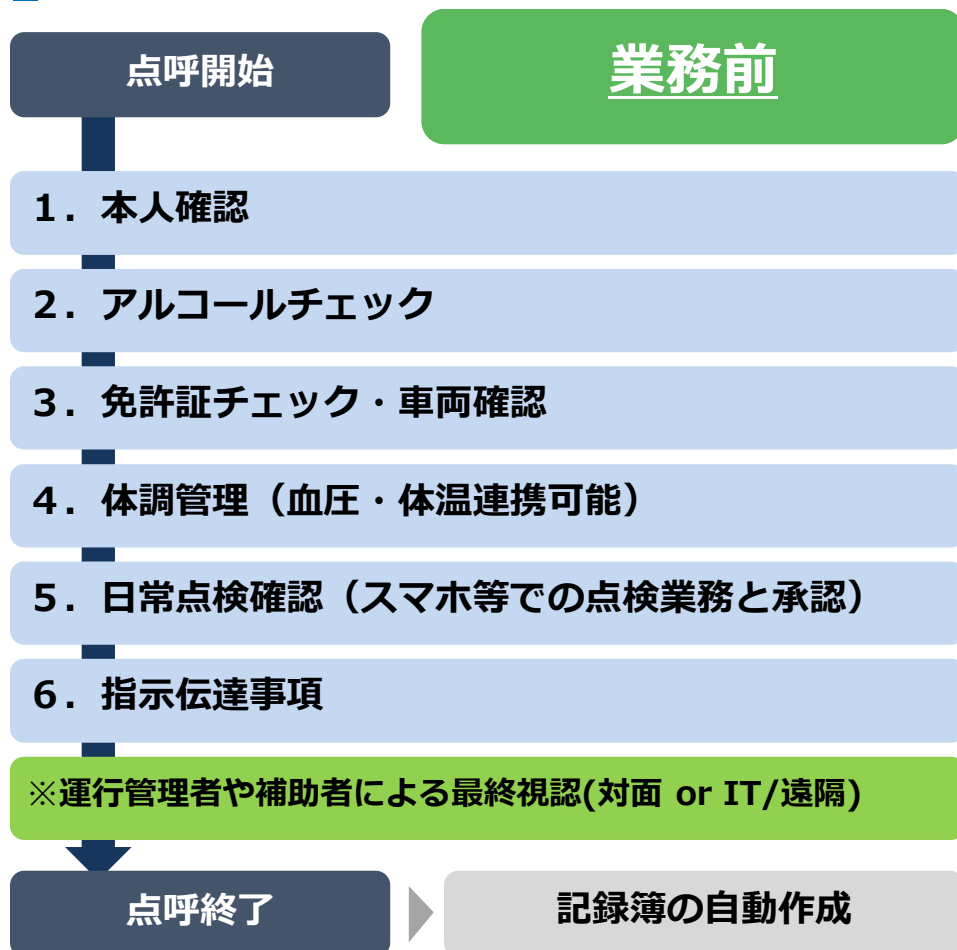 点呼開始
業務前
1．本人確認
2．アルコールチェック
3．免許証チェック・車両確認
4．体調管理（血圧・体温連携可能）
5．日常点検確認（スマホ等での点検業務と承認）
6．指示伝達事項
※運行管理者や補助者による最終視認(対面 or IT/遠隔)
点呼終了
記録簿の自動作成